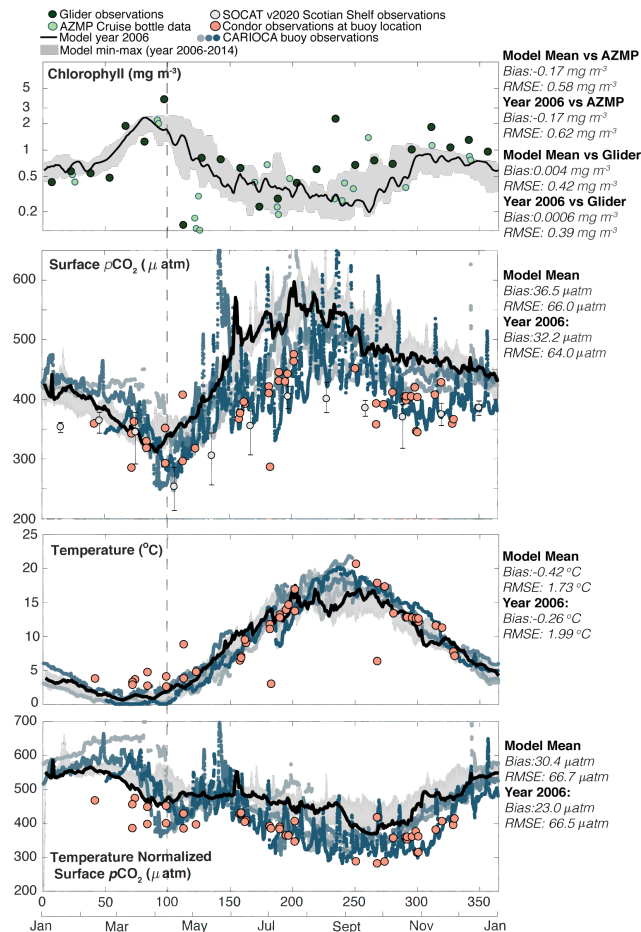 Glider observations
SOCAT v2020 Scotian Shelf observations
AZMP Cruise bottle data
Condor observations at buoy location
Model year 2006
CARIOCA buoy observations
Model min-max (year 2006-2014)
Chlorophyll (mg m⁻³)
5
3
2
1
0.5
0.2
Model Mean vs AZMP
Bias:-0.17 mg m⁻³
RMSE: 0.58 mg m⁻³
Year 2006 vs AZMP
Bias:-0.17 mg m⁻³
RMSE: 0.62 mg m⁻³
Model Mean vs Glider
Bias:0.004 mg m⁻³
RMSE: 0.42 mg m⁻³
Year 2006 vs Glider
Bias:0.0006 mg m⁻³
RMSE: 0.39 mg m⁻³
Surface pCO₂ (μ atm)
600
500
400
300
200
Model Mean
Bias:36.5 μatm
RMSE: 66.0 μatm
Year 2006:
Bias:32.2 μatm
RMSE: 64.0 μatm
Temperature (°C)
25
20
15
10
5
0
Model Mean
Bias:-0.42 °C
RMSE: 1.73 °C
Year 2006:
Bias:-0.26 °C
RMSE: 1.99 °C
700
600
500
400
300
200
Temperature Normalized
Surface pCO₂ (μ atm)
Model Mean
Bias:30.4 μatm
RMSE: 66.7 μatm
Year 2006:
Bias:23.0 μatm
RMSE: 66.5 μatm
0 50 100 150 200 250 300 350
Jan Mar May Jul Sept Nov Jan